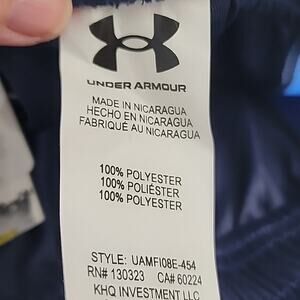 UNDER ARMOUR
MADE IN NICARAGUA
HECHO EN NICARAGUA
FABRIQUÉ AU NICARAGUA
100% POLYESTER
100% POLIÉSTER
100% POLYESTER
STYLE: UAMFI08E-454
RN# 130323 CA# 60224
KHQ INVESTMENT LLC